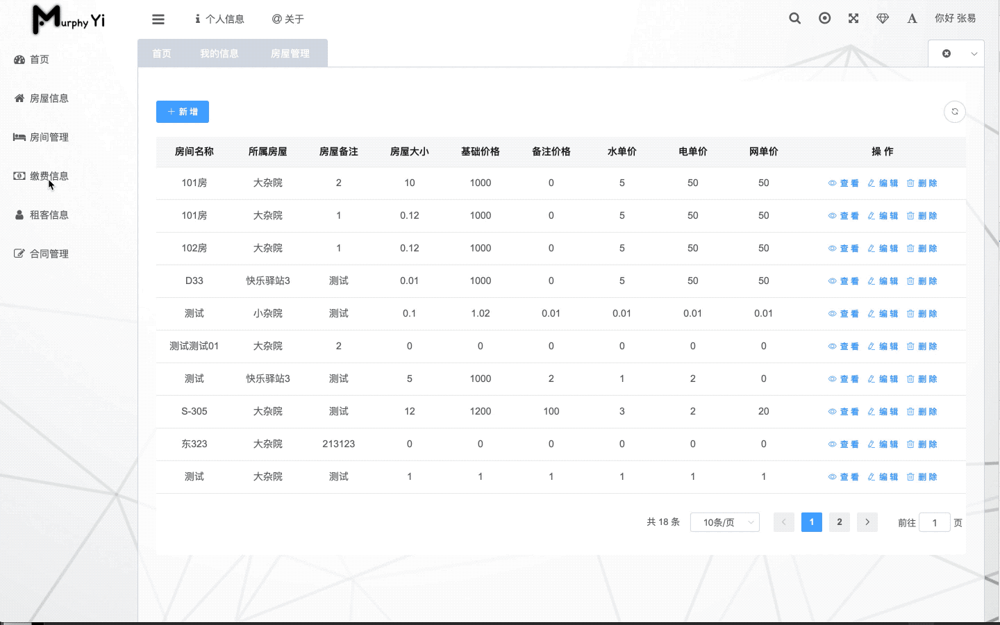 Murphy Yi
个人信息 @ 关于 你好 张易
首页 我的信息 房屋管理
首页
房屋信息
房间管理
缴费信息
租客信息
合同管理
新 增
房间名称 所属房屋 房屋备注 房屋大小 基础价格 备注价格 水单价 电单价 网单价 操 作
101房 大杂院 2 10 1000 0 5 50 50 查 看 编 辑 删 除
101房 大杂院 1 0.12 1000 0 5 50 50 查 看 编 辑 删 除
102房 大杂院 1 0.12 1000 0 5 50 50 查 看 编 辑 删 除
D33 快乐驿站3 测试 0.01 1000 0 5 50 50 查 看 编 辑 删 除
测试 小杂院 测试 0.1 1.02 0.01 0.01 0.01 0.01 查 看 编 辑 删 除
测试测试01 大杂院 2 0 0 0 0 0 0 查 看 编 辑 删 除
测试 快乐驿站3 测试 5 1000 2 1 2 0 查 看 编 辑 删 除
S-305 大杂院 测试 12 1200 100 3 2 20 查 看 编 辑 删 除
东323 大杂院 213123 0 0 0 0 0 0 查 看 编 辑 删 除
测试 大杂院 测试 1 1 1 1 1 1 查 看 编 辑 删 除
共 18 条 10条/页 1 2 前往 1 页